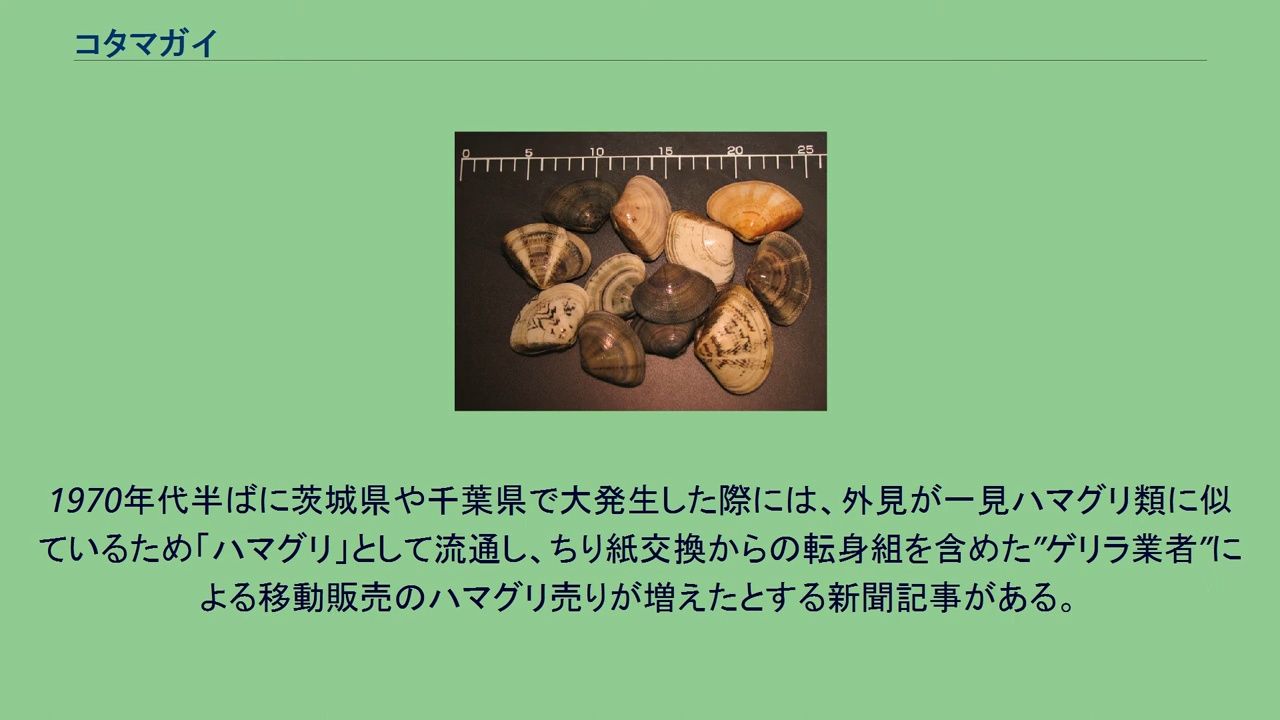 コタマガイ
0 5 10 15 20 25
1970年代半ばに茨城県や千葉県で大発生した際には、外見が一見ハマグリ類に似
ているため「ハマグリ」として流通し、ちり紙交換からの転身組を含めた”ゲリラ業者”に
よる移動販売のハマグリ売りが増えたとする新聞記事がある。